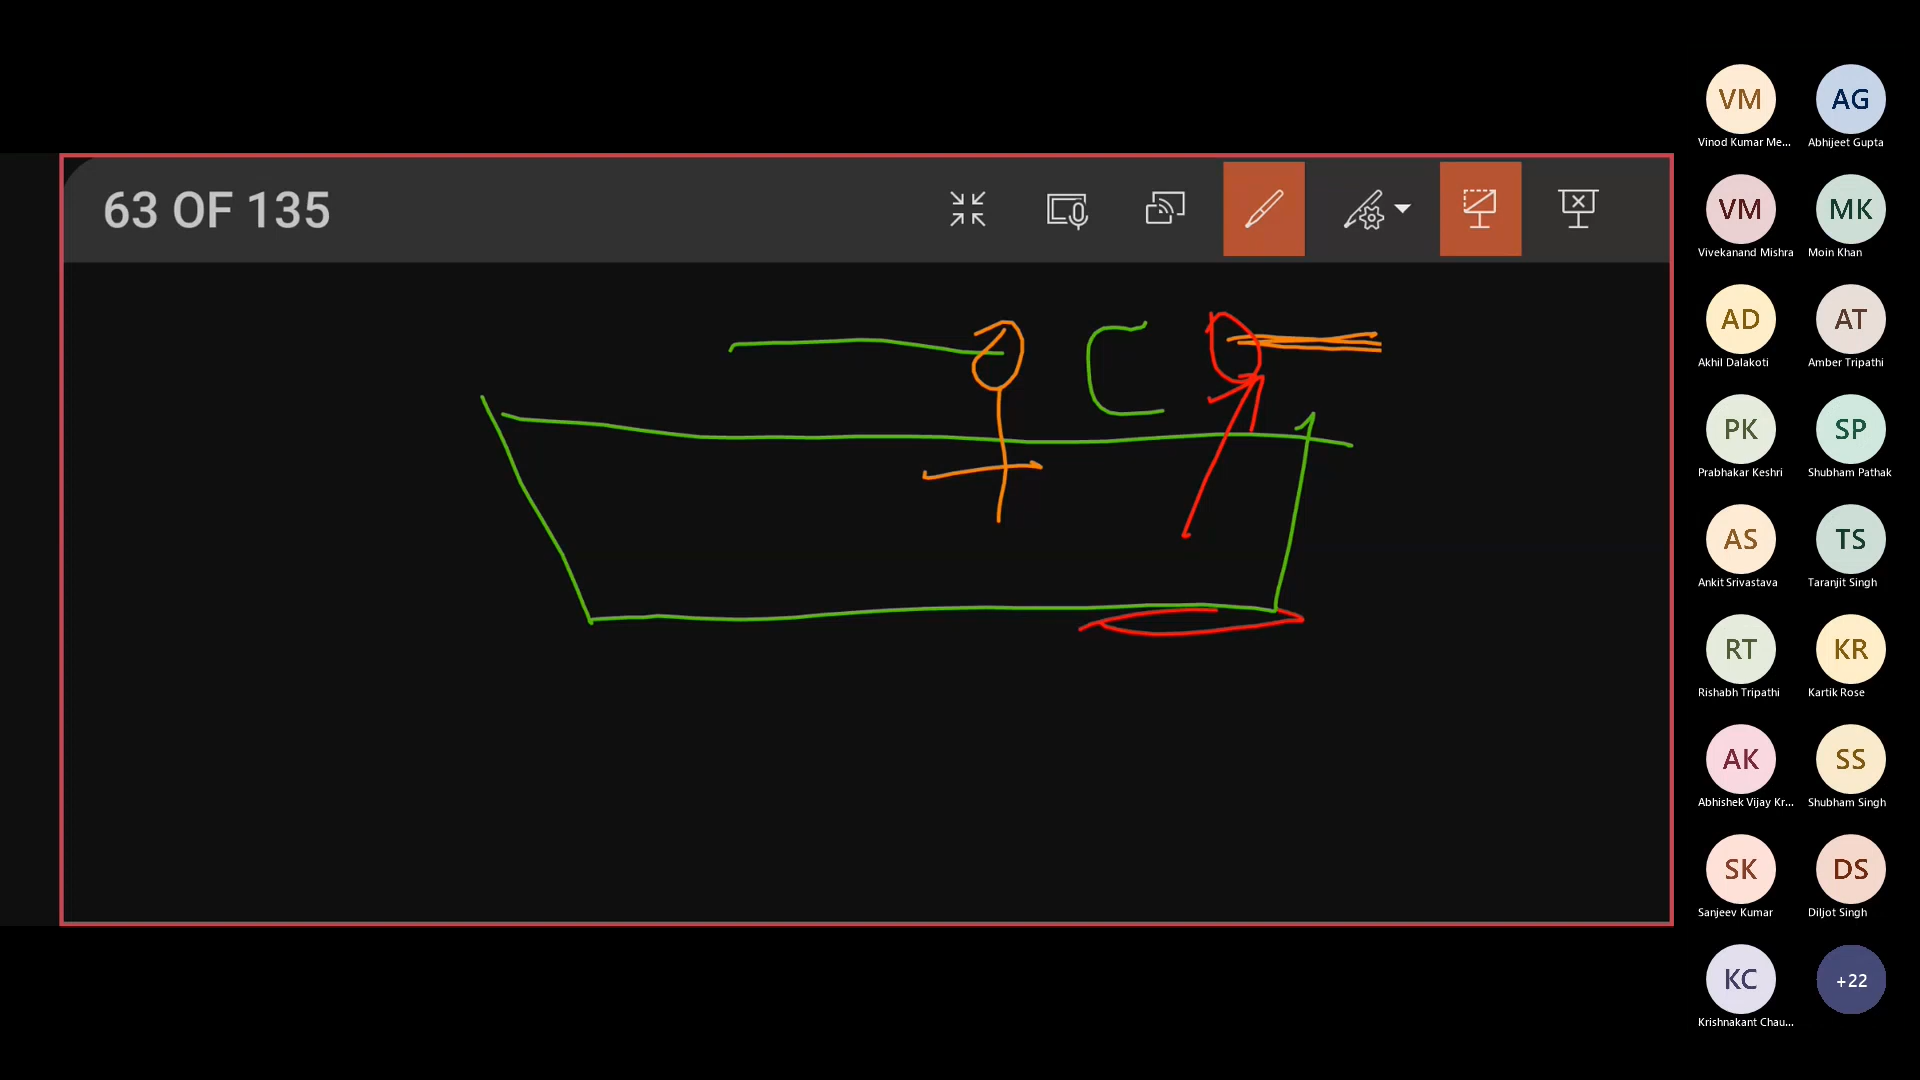 63 OF 135
C
VM AG
Vinod Kumar Me... Abhijeet Gupta
VM MK
Vivekanand Mishra Moin Khan
AD AT
Akhil Dalakoti Amber Tripathi
PK SP
Prabhakar Keshri Shubham Pathak
AS TS
Ankit Srivastava Taranjit Singh
RT KR
Rishabh Tripathi Kartik Rose
AK SS
Abhishek Vijay Kr... Shubham Singh
SK DS
Sanjeev Kumar Diljot Singh
KC +22
Krishnakant Chau...